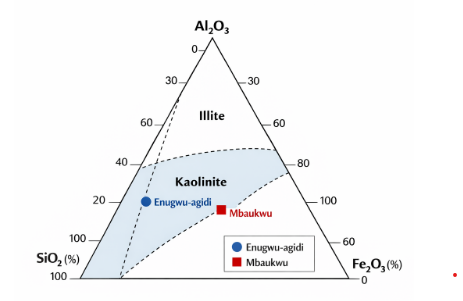 Al₂O₃
0
30 30
Illite
60 60
40 80
Kaolinite
20 Enugwu-agidi 100
Mbaukwu
100 60
SiO₂ (%) Enugwu-agidi Fe₂O₃ (%)
Mbaukwu
100 0